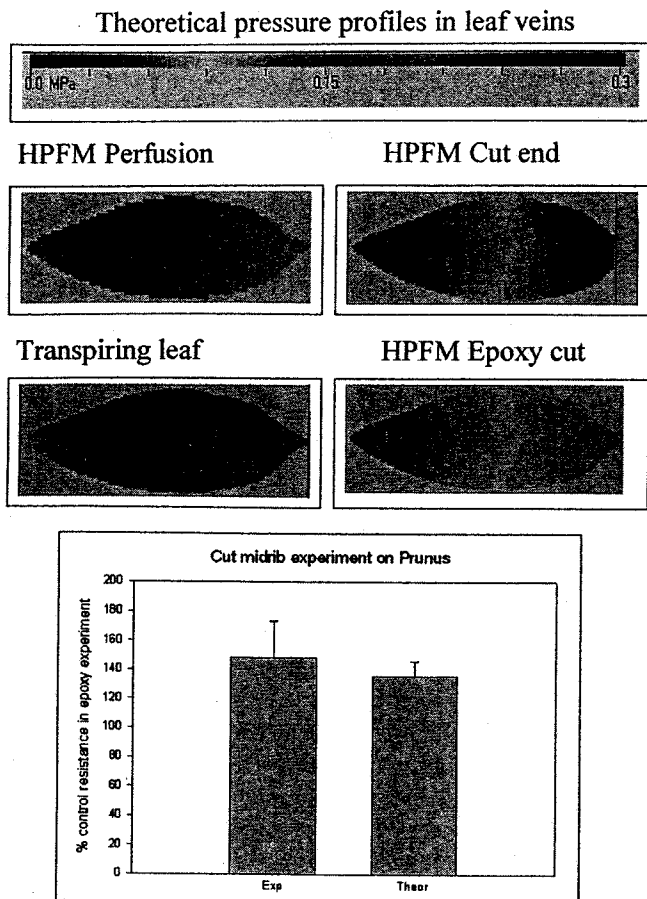 Theoretical pressure profiles in leaf veins
0.0 MPa 0.15 0.3
HPFM Perfusion HPFM Cut end
Transpiring leaf HPFM Epoxy cut
Cut midrib experiment on Prunus
% control resistance in epoxy experiment
200
180
160
140
120
100
80
60
40
20
0
Exp Theor